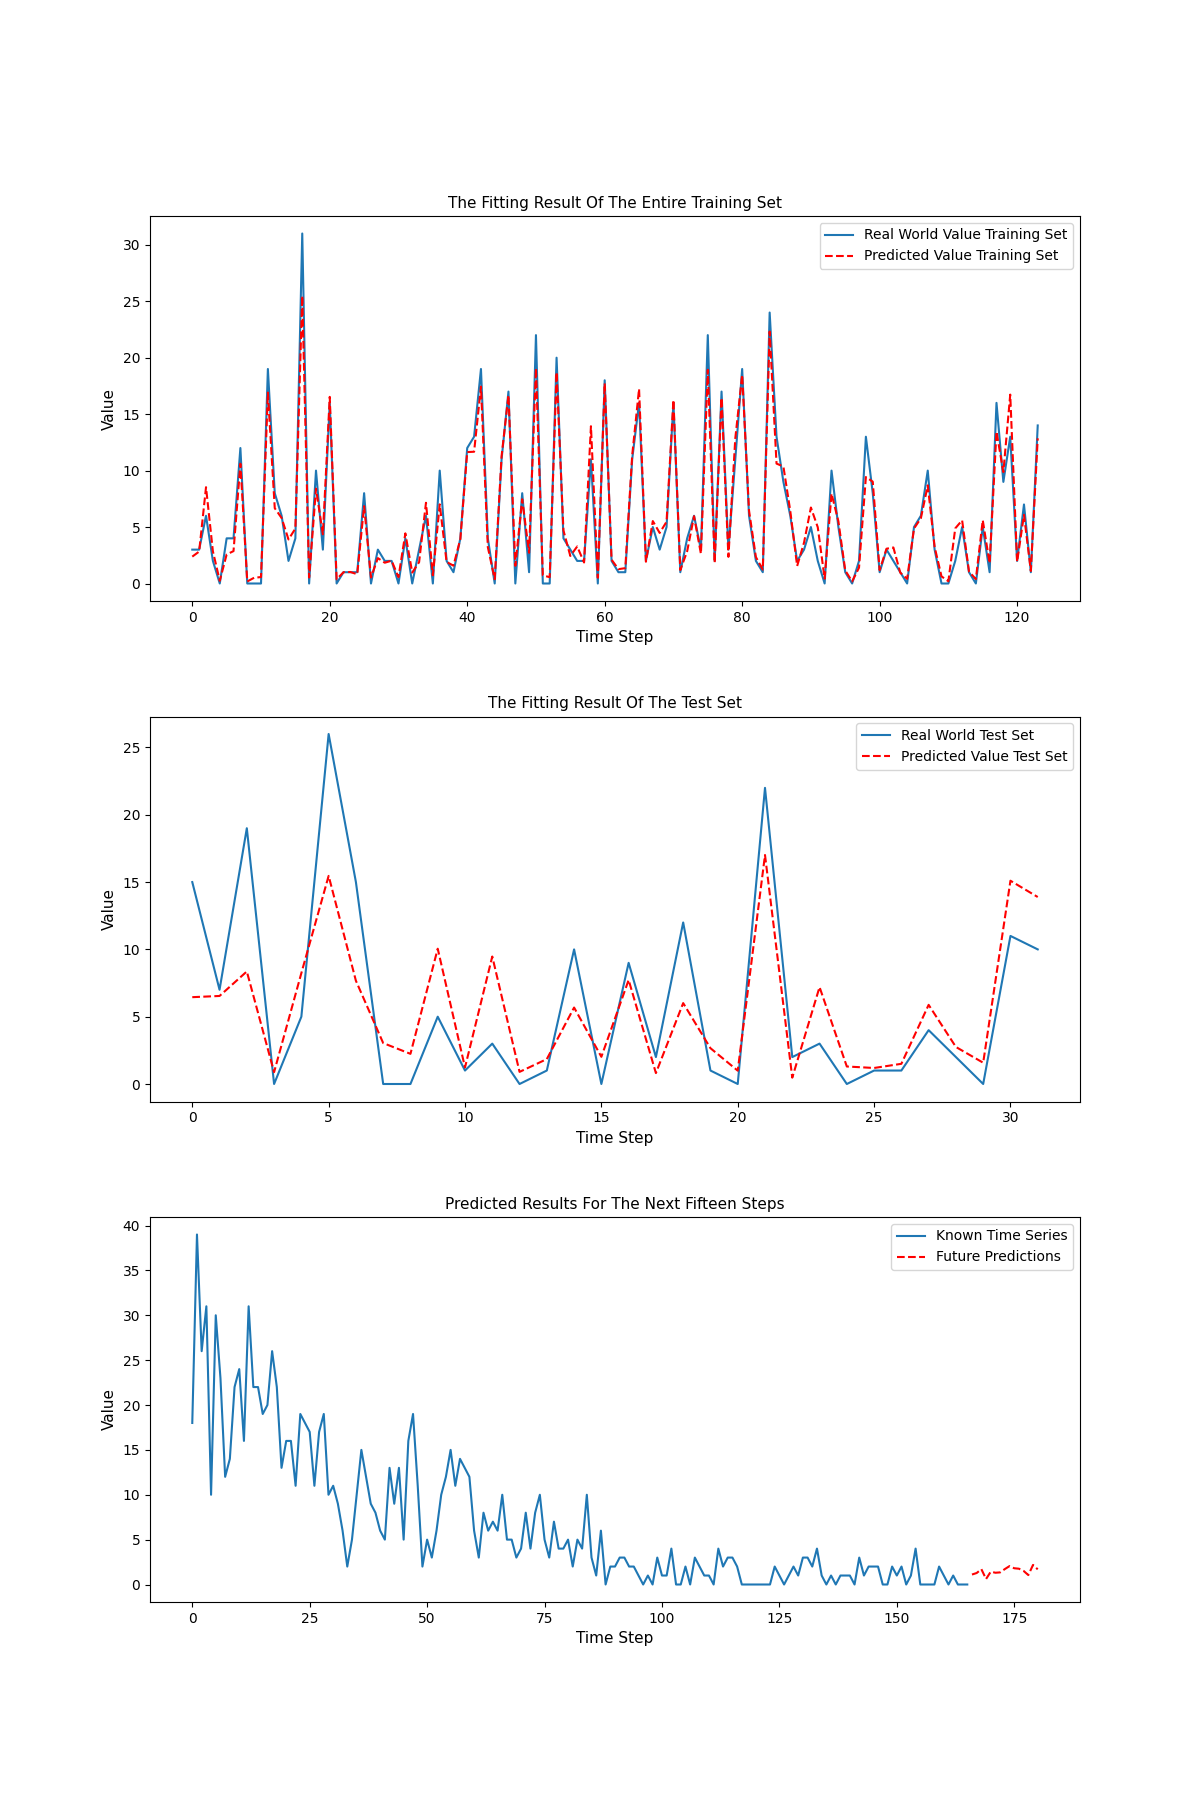 The Fitting Result Of The Entire Training Set
Real World Value Training Set
Predicted Value Training Set
Value
30
25
20
15
10
5
0
0 20 40 60 80 100 120
Time Step
The Fitting Result Of The Test Set
Real World Test Set
Predicted Value Test Set
Value
25
20
15
10
5
0
0 5 10 15 20 25 30
Time Step
Predicted Results For The Next Fifteen Steps
Known Time Series
Future Predictions
Value
40
35
30
25
20
15
10
5
0
0 25 50 75 100 125 150 175
Time Step